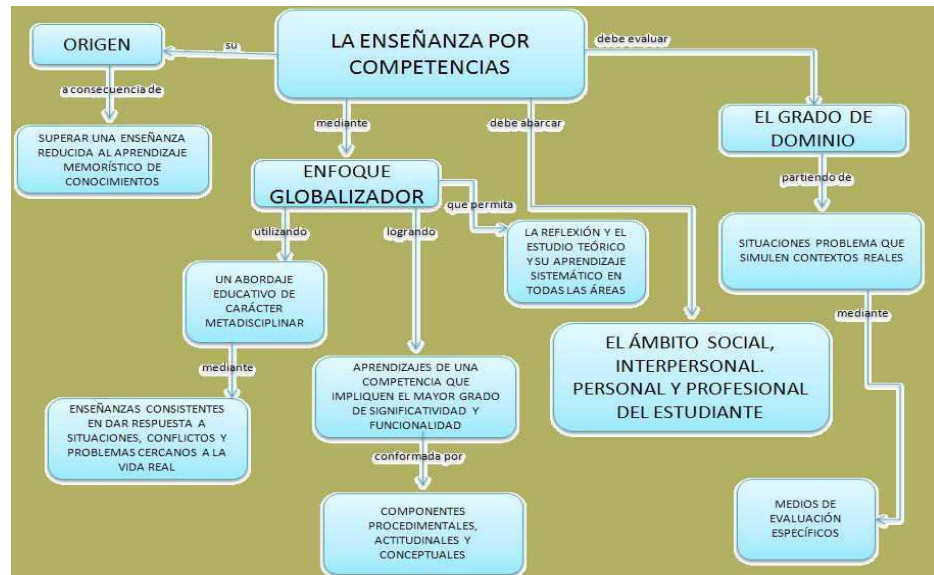 LA ENSEÑANZA POR
COMPETENCIAS
su
ORIGEN
a consecuencia de
SUPERAR UNA ENSEÑANZA
REDUCIDA AL APRENDIZAJE
MEMORÍSTICO DE
CONOCIMIENTOS
mediante
ENFOQUE
GLOBALIZADOR
utilizando
UN ABORDAJE
EDUCATIVO DE
CARÁCTER
METADISCIPLINAR
mediante
ENSEÑANZAS CONSISTENTES
EN DAR RESPUESTA A
SITUACIONES, CONFLICTOS Y
PROBLEMAS CERCANOS A LA
VIDA REAL
logrando
APRENDIZAJES DE UNA
COMPETENCIA QUE
IMPLIQUEN EL MAYOR GRADO
DE SIGNIFICATIVIDAD Y
FUNCIONALIDAD
conformada por
COMPONENTES
PROCEDIMENTALES,
ACTITUDINALES Y
CONCEPTUALES
que permita
LA REFLEXIÓN Y EL
ESTUDIO TEÓRICO
Y SU APRENDIZAJE
SISTEMÁTICO EN
TODAS LAS ÁREAS
debe abarcar
EL ÁMBITO SOCIAL,
INTERPERSONAL.
PERSONAL Y PROFESIONAL
DEL ESTUDIANTE
debe evaluar
EL GRADO DE
DOMINIO
partiendo de
SITUACIONES PROBLEMA QUE
SIMULEN CONTEXTOS REALES
mediante
MEDIOS DE
EVALUACIÓN
ESPECÍFICOS